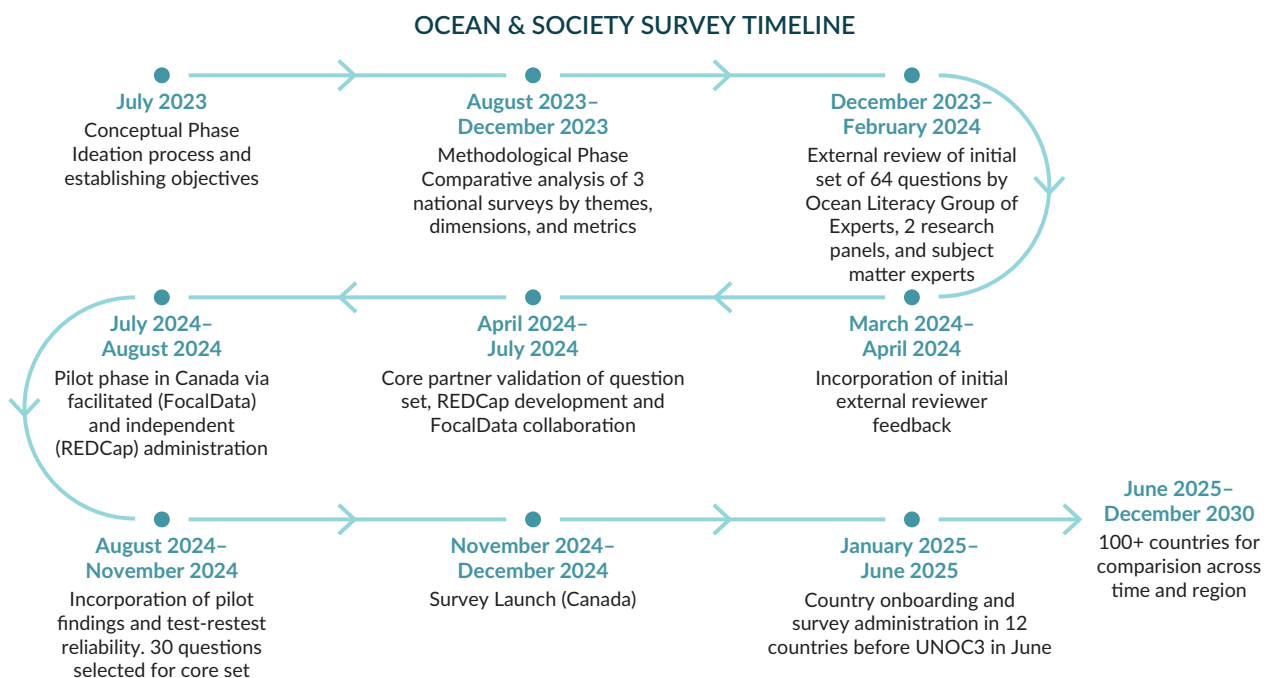 OCEAN & SOCIETY SURVEY TIMELINE
July 2023
Conceptual Phase
Ideation process and
establishing objectives
August 2023–
December 2023
Methodological Phase
Comparative analysis of 3
national surveys by themes,
dimensions, and metrics
December 2023–
February 2024
External review of initial
set of 64 questions by
Ocean Literacy Group of
Experts, 2 research
panels, and subject
matter experts
March 2024–
April 2024
Incorporation of initial
external reviewer
feedback
April 2024–
July 2024
Core partner validation of question
set, REDCap development and
FocalData collaboration
July 2024–
August 2024
Pilot phase in Canada via
facilitated (FocalData)
and independent
(REDCap) administration
August 2024–
November 2024
Incorporation of pilot
findings and test-restest
reliability. 30 questions
selected for core set
November 2024–
December 2024
Survey Launch (Canada)
January 2025–
June 2025
Country onboarding and
survey administration in 12
countries before UNOC3 in June
June 2025–
December 2030
100+ countries for
comparision across
time and region